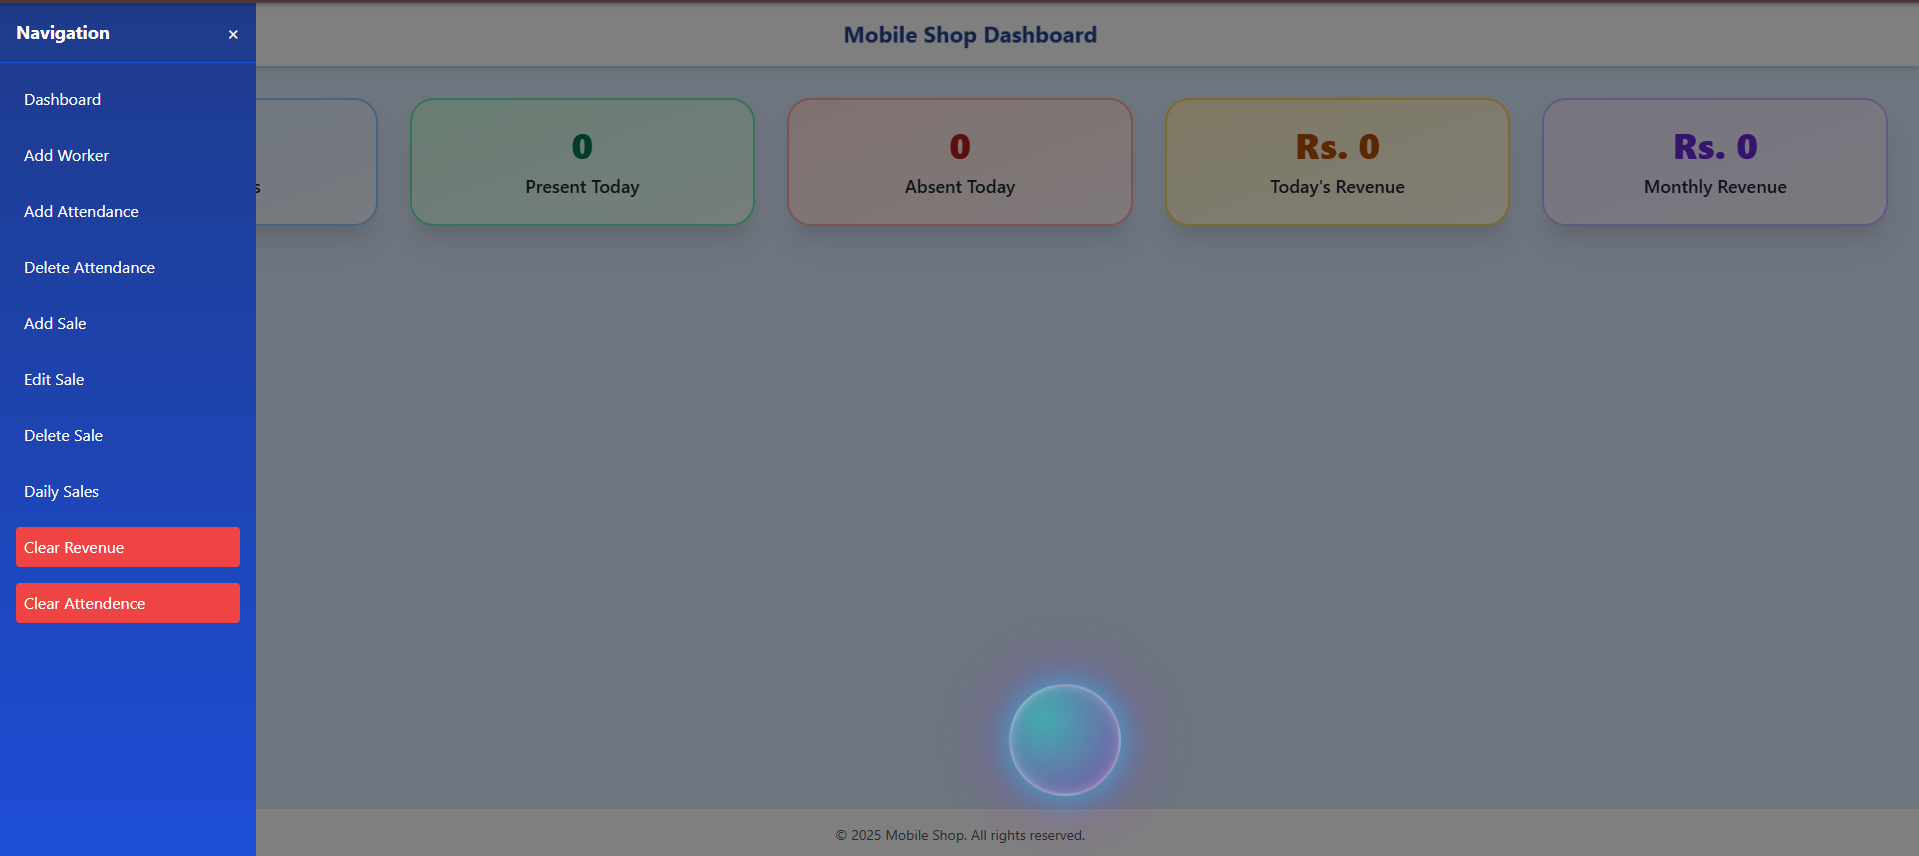 Navigation
×
Dashboard
Add Worker
Add Attendance
Delete Attendance
Add Sale
Edit Sale
Delete Sale
Daily Sales
Clear Revenue
Clear Attendence
Mobile Shop Dashboard
s
0
Present Today
0
Absent Today
Rs. 0
Today's Revenue
Rs. 0
Monthly Revenue
© 2025 Mobile Shop. All rights reserved.